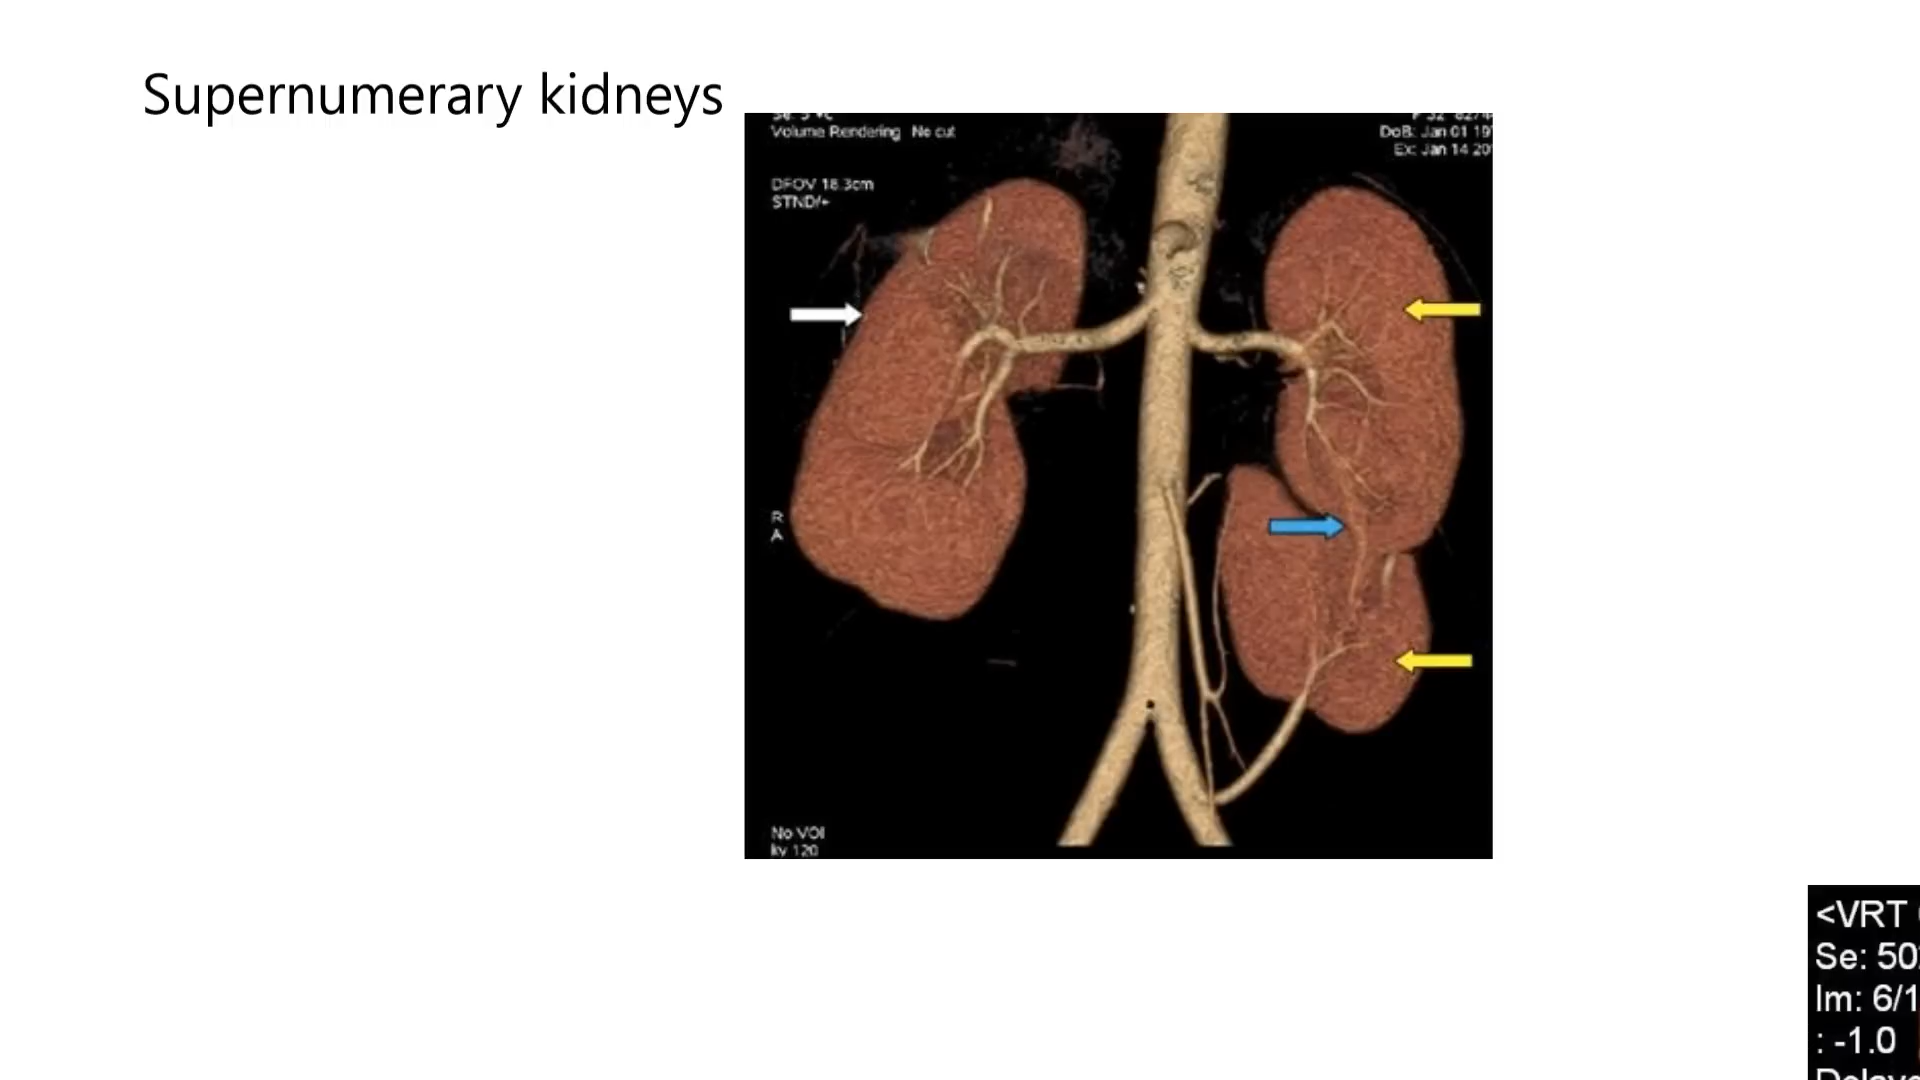 Supernumerary kidneys
Volume Rendering No cut
DoB: Jan 01 19
Ex: Jan 14 20
DFOV 18.3cm
STND/+
R
A
No VOI
kv 120
<VRT
Se: 50
Im: 6/1
: -1.0